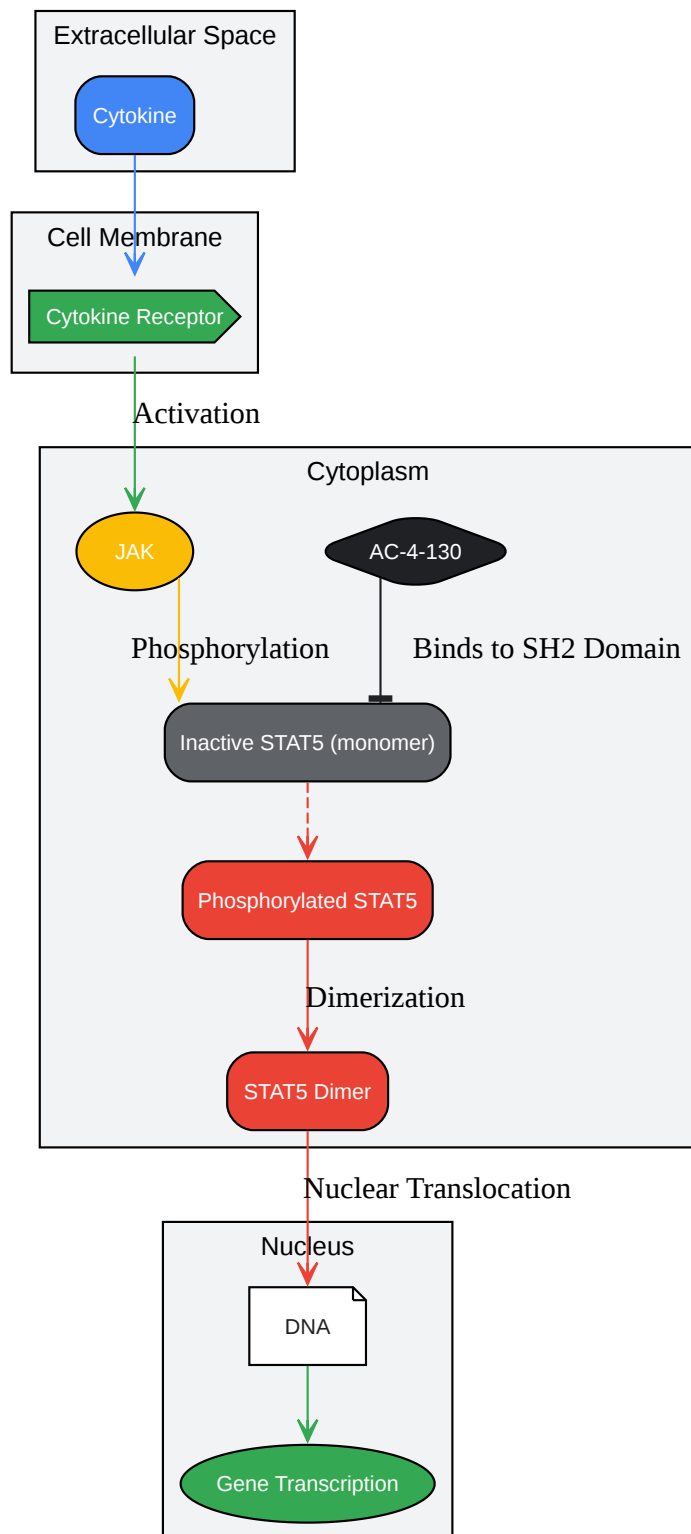 Extracellular Space
Cytokine
Cell Membrane
Cytokine Receptor
Activation
Cytoplasm
JAK
AC-4-130
Phosphorylation
Binds to SH2 Domain
Inactive STAT5 (monomer)
Phosphorylated STAT5
Dimerization
STAT5 Dimer
Nuclear Translocation
Nucleus
DNA
Gene Transcription